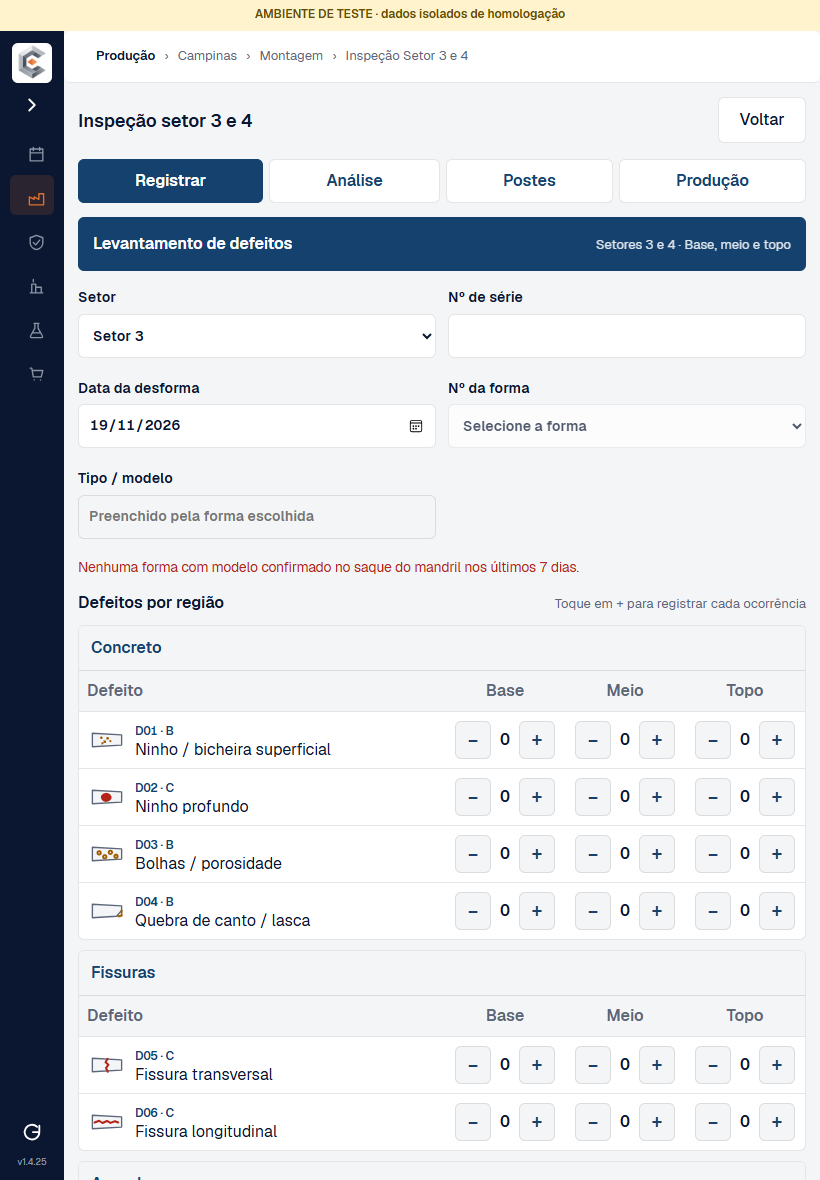 AMBIENTE DE TESTE · dados isolados de homologação
Produção › Campinas › Montagem › Inspeção Setor 3 e 4
Inspeção setor 3 e 4
Voltar
Registrar Análise Postes Produção
Levantamento de defeitos Setores 3 e 4 · Base, meio e topo
Setor Nº de série
Setor 3
Data da desforma Nº da forma
19/11/2026 Selecione a forma
Tipo / modelo
Preenchido pela forma escolhida
Nenhuma forma com modelo confirmado no saque do mandril nos últimos 7 dias.
Defeitos por região Toque em + para registrar cada ocorrência
Concreto
Defeito Base Meio Topo
D01 · B
Ninho / bicheira superficial − 0 + − 0 + − 0 +
D02 · C
Ninho profundo − 0 + − 0 + − 0 +
D03 · B
Bolhas / porosidade − 0 + − 0 + − 0 +
D04 · B
Quebra de canto / lasca − 0 + − 0 + − 0 +
Fissuras
Defeito Base Meio Topo
D05 · C
Fissura transversal − 0 + − 0 + − 0 +
D06 · C
Fissura longitudinal − 0 + − 0 + − 0 +
v1.4.25